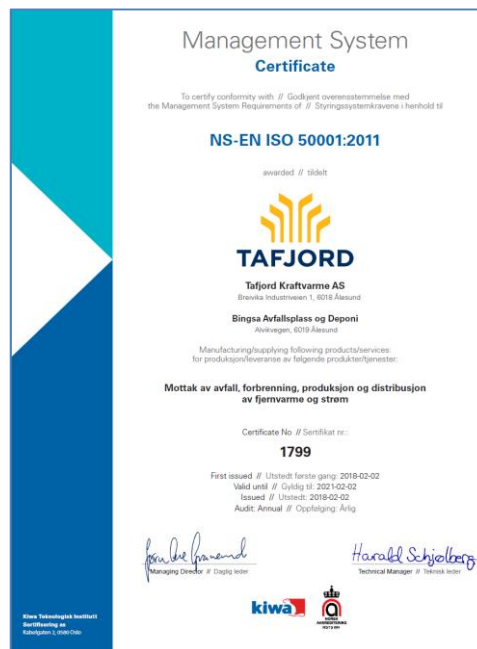 Management System
Certificate
To certify conformity with // Godkjent overensstemmelse med
the Management System Requirements of // Styringssystemkravene i henhold til
NS-EN ISO 50001:2011
awarded // tildelt
TAFJORD
Tafjord Kraftvarme AS
Breivika Industriveien 1, 6018 Ålesund
Bingsa Avfallsplass og Deponi
Alvikvegen, 6019 Ålesund
Manufacturing/supplying following products/services:
for produksjon/leveranse av følgende produkter/tjenester:
Mottak av avfall, forbrenning, produksjon og distribusjon
av fjernvarme og strøm
Certificate No // Sertifikat nr.:
1799
First issued // Utstedt første gang: 2018-02-02
Valid until // Gyldig til: 2021-02-02
Issued // Utstedt: 2018-02-02
Audit: Annual // Oppfølging: Årlig
Harald Schjølberg
Managing Director // Daglig leder
Technical Manager // Teknisk leder
kiwa
NORSK
AKKREDITERING
Kiwa Teknologisk Institutt
Sertifisering as
Kabelgaten 2, 0580 Oslo